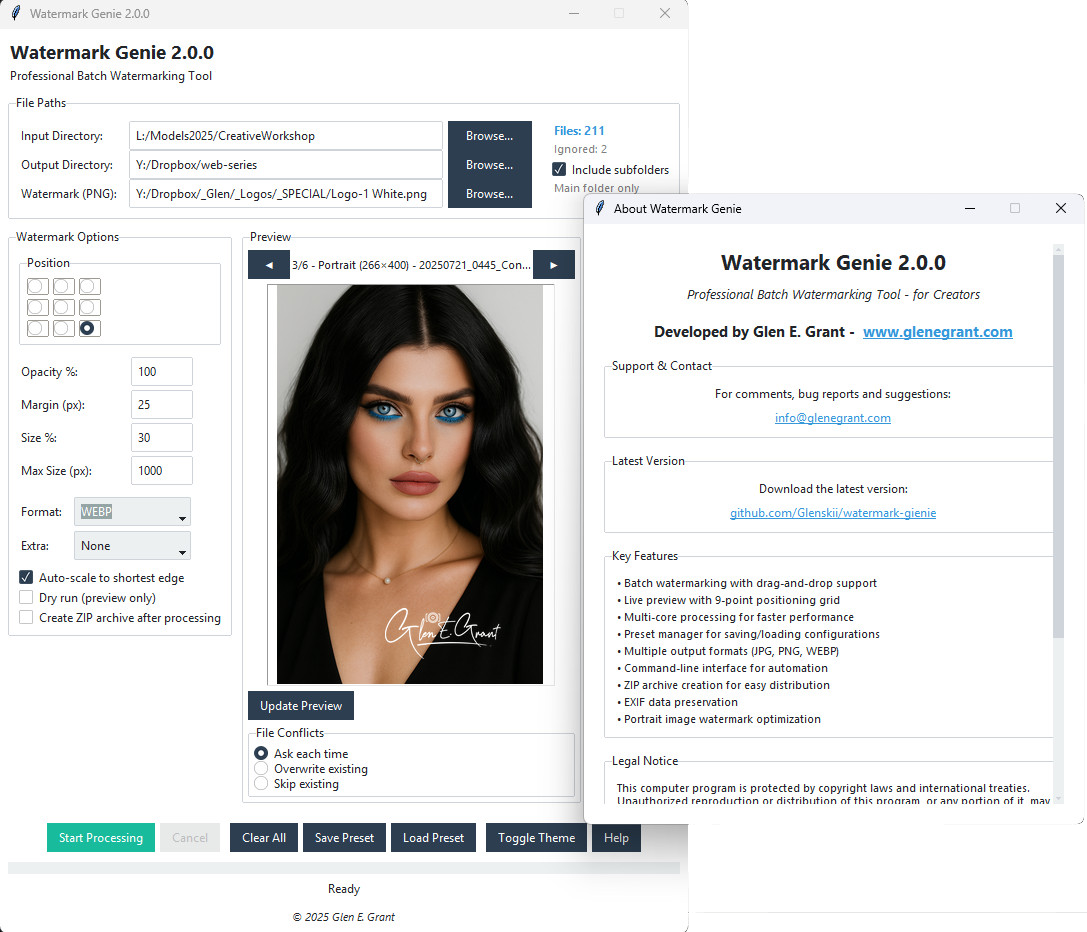 Watermark Genie 2.0.0
Watermark Genie 2.0.0
Professional Batch Watermarking Tool
File Paths
Input Directory: L:/Models2025/CreativeWorkshop Browse... Files: 211
Ignored: 2
Output Directory: Y:/Dropbox/web-series Browse... Include subfolders
Watermark (PNG): Y:/Dropbox/_Glen/_Logos/_SPECIAL/Logo-1 White.png Browse... Main folder only
Watermark Options
Position
Opacity %: 100
Margin (px): 25
Size %: 30
Max Size (px): 1000
Format: WEBP
Extra: None
Auto-scale to shortest edge
Dry run (preview only)
Create ZIP archive after processing
Preview
◄ 3/6 - Portrait (266×400) - 20250721_0445_Con... ►
Glen E. Grant
Update Preview
File Conflicts
Ask each time
Overwrite existing
Skip existing
Start Processing Cancel Clear All Save Preset Load Preset Toggle Theme Help
Ready
© 2025 Glen E. Grant
About Watermark Genie
Watermark Genie 2.0.0
Professional Batch Watermarking Tool - for Creators
Developed by Glen E. Grant - www.glenegrant.com
Support & Contact
For comments, bug reports and suggestions:
info@glenegrant.com
Latest Version
Download the latest version:
github.com/Glenskii/watermark-gienie
Key Features
• Batch watermarking with drag-and-drop support
• Live preview with 9-point positioning grid
• Multi-core processing for faster performance
• Preset manager for saving/loading configurations
• Multiple output formats (JPG, PNG, WEBP)
• Command-line interface for automation
• ZIP archive creation for easy distribution
• EXIF data preservation
• Portrait image watermark optimization
Legal Notice
This computer program is protected by copyright laws and international treaties.
Unauthorized reproduction or distribution of this program, or any portion of it, may